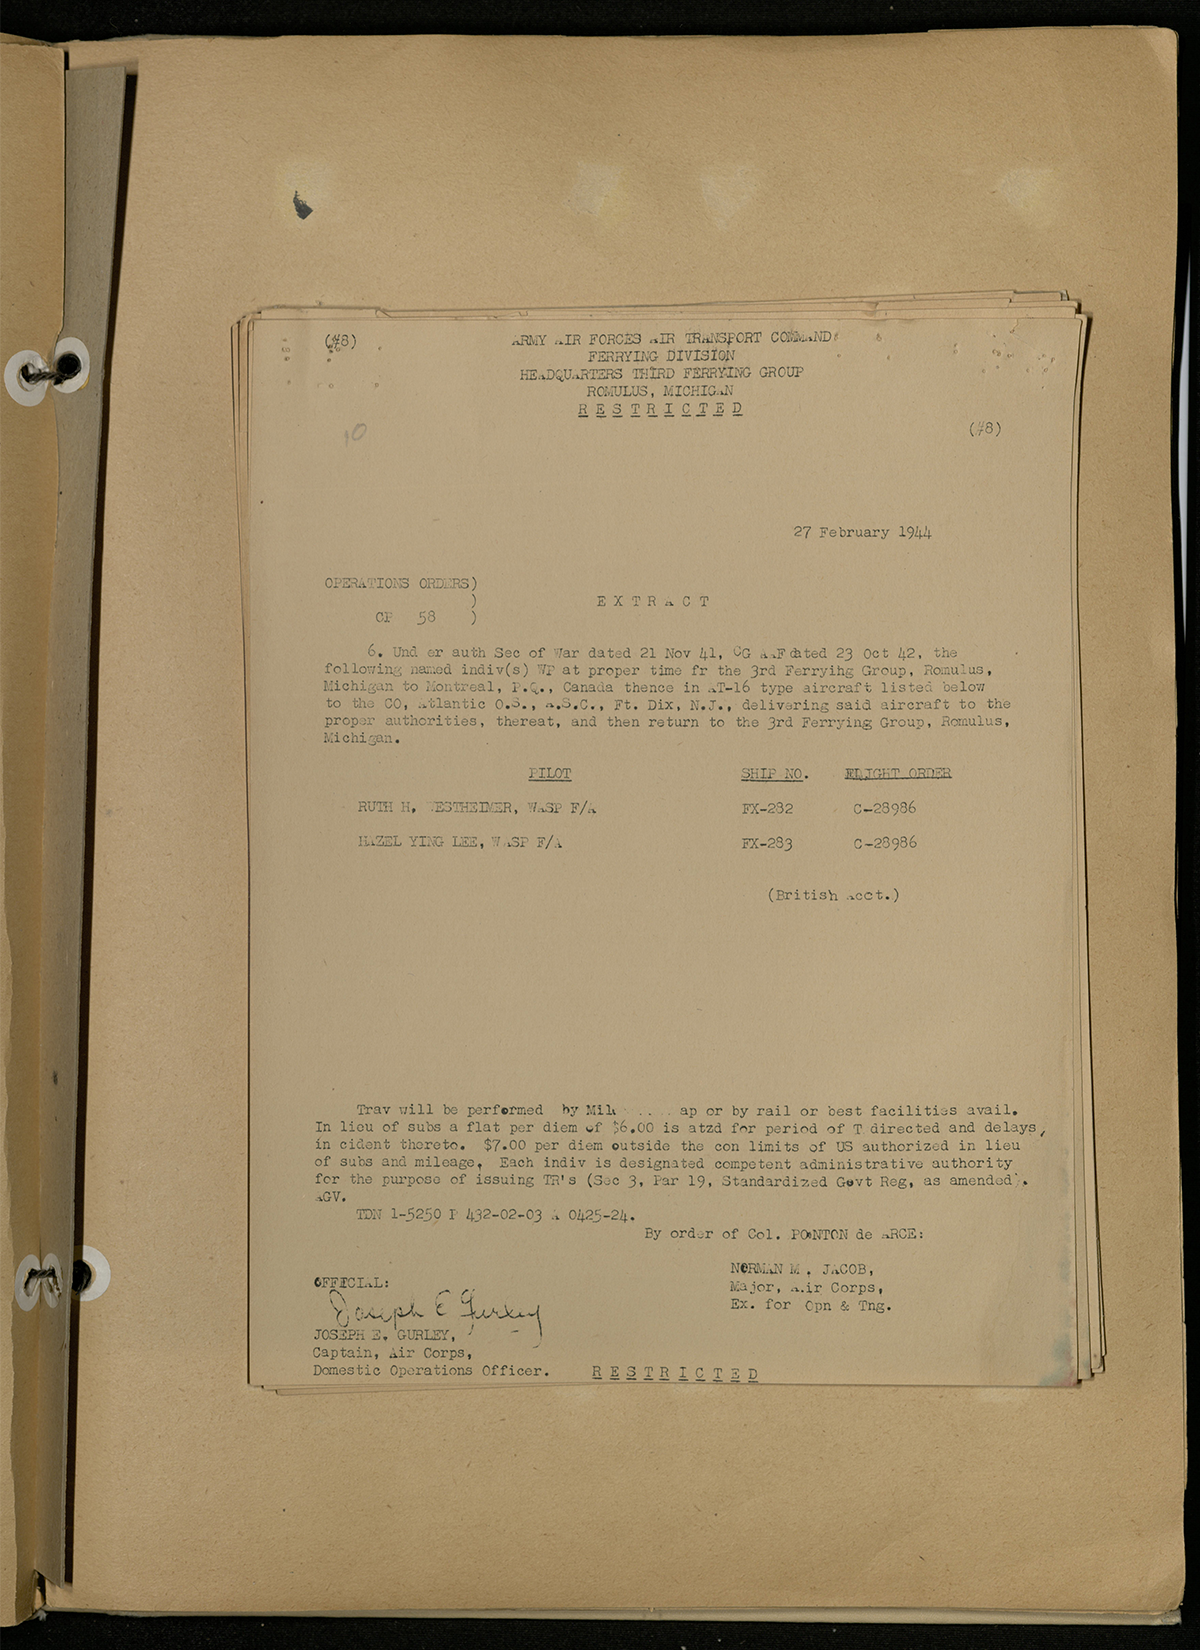 (#8) ARMY AIR FORCES AIR TRANSPORT COMMAND
FERRYING DIVISION
HEADQUARTERS THIRD FERRYING GROUP
ROMULUS, MICHIGAN
R E S T R I C T E D
10
(#8)
27 February 1944
OPERATIONS ORDERS)
) E X T R A C T
58 )
6. Und er auth Sec of War dated 21 Nov 41, CG AAF dated 23 Oct 42, the
following named indiv(s) WP at proper time fr the 3rd Ferryihg Group, Romulus,
Michigan to Montreal, P.Q., Canada thence in AT-16 type aircraft listed below
to the CO, Atlantic O.S., A.S.C., Ft. Dix, N.J., delivering said aircraft to the
proper authorities, thereat, and then return to the 3rd Ferrying Group, Romulus,
Michigan.
PILOT SHIP NO. FLIGHT ORDER
RUTH H. WESTHEIMER, WASP F/A FX-282 C-28986
HAZEL YING LEE, WASP F/A FX-283 C-28986
(British Acct.)
Trav will be performed by Mil ap or by rail or best facilities avail.
In lieu of subs a flat per diem of $6.00 is atzd for period of T directed and delays,
in cident thereto. $7.00 per diem outside the con limits of US authorized in lieu
of subs and mileage. Each indiv is designated competent administrative authority
for the purpose of issuing TR's (Sec 3, Par 19, Standardized Govt Reg, as amended).
AGV.
TDN 1-5250 P 432-02-03 A 0425-24.
By order of Col. PONTON de ARCE:
NORMAN M. JACOB,
Major, Air Corps,
Ex. for Opn & Tng.
OFFICIAL:
Joseph E Gurley
JOSEPH E. GURLEY,
Captain, Air Corps,
Domestic Operations Officer. R E S T R I C T E D